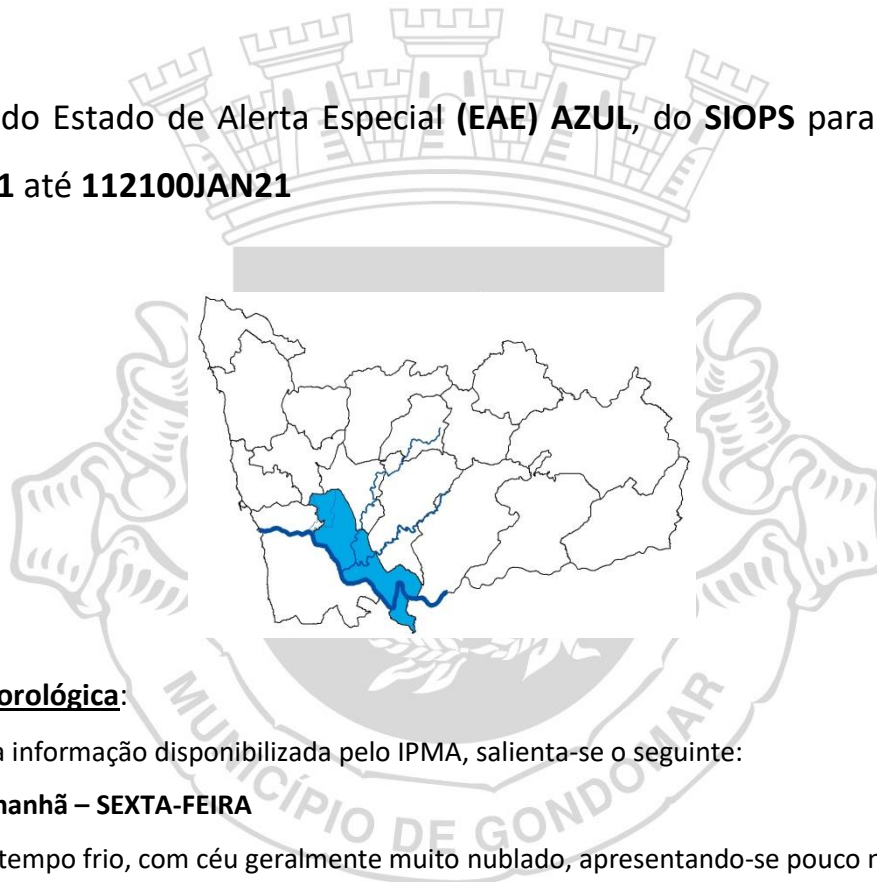 do Estado de Alerta Especial (EAE) AZUL, do SIOPS para
1 até 112100JAN21
orológica:
a informação disponibilizada pelo IPMA, salienta-se o seguinte:
nanhã – SEXTA-FEIRA
tempo frio, com céu geralmente muito nublado, apresentando-se pouco n
MUNICÍPIO DE GONDOMAR